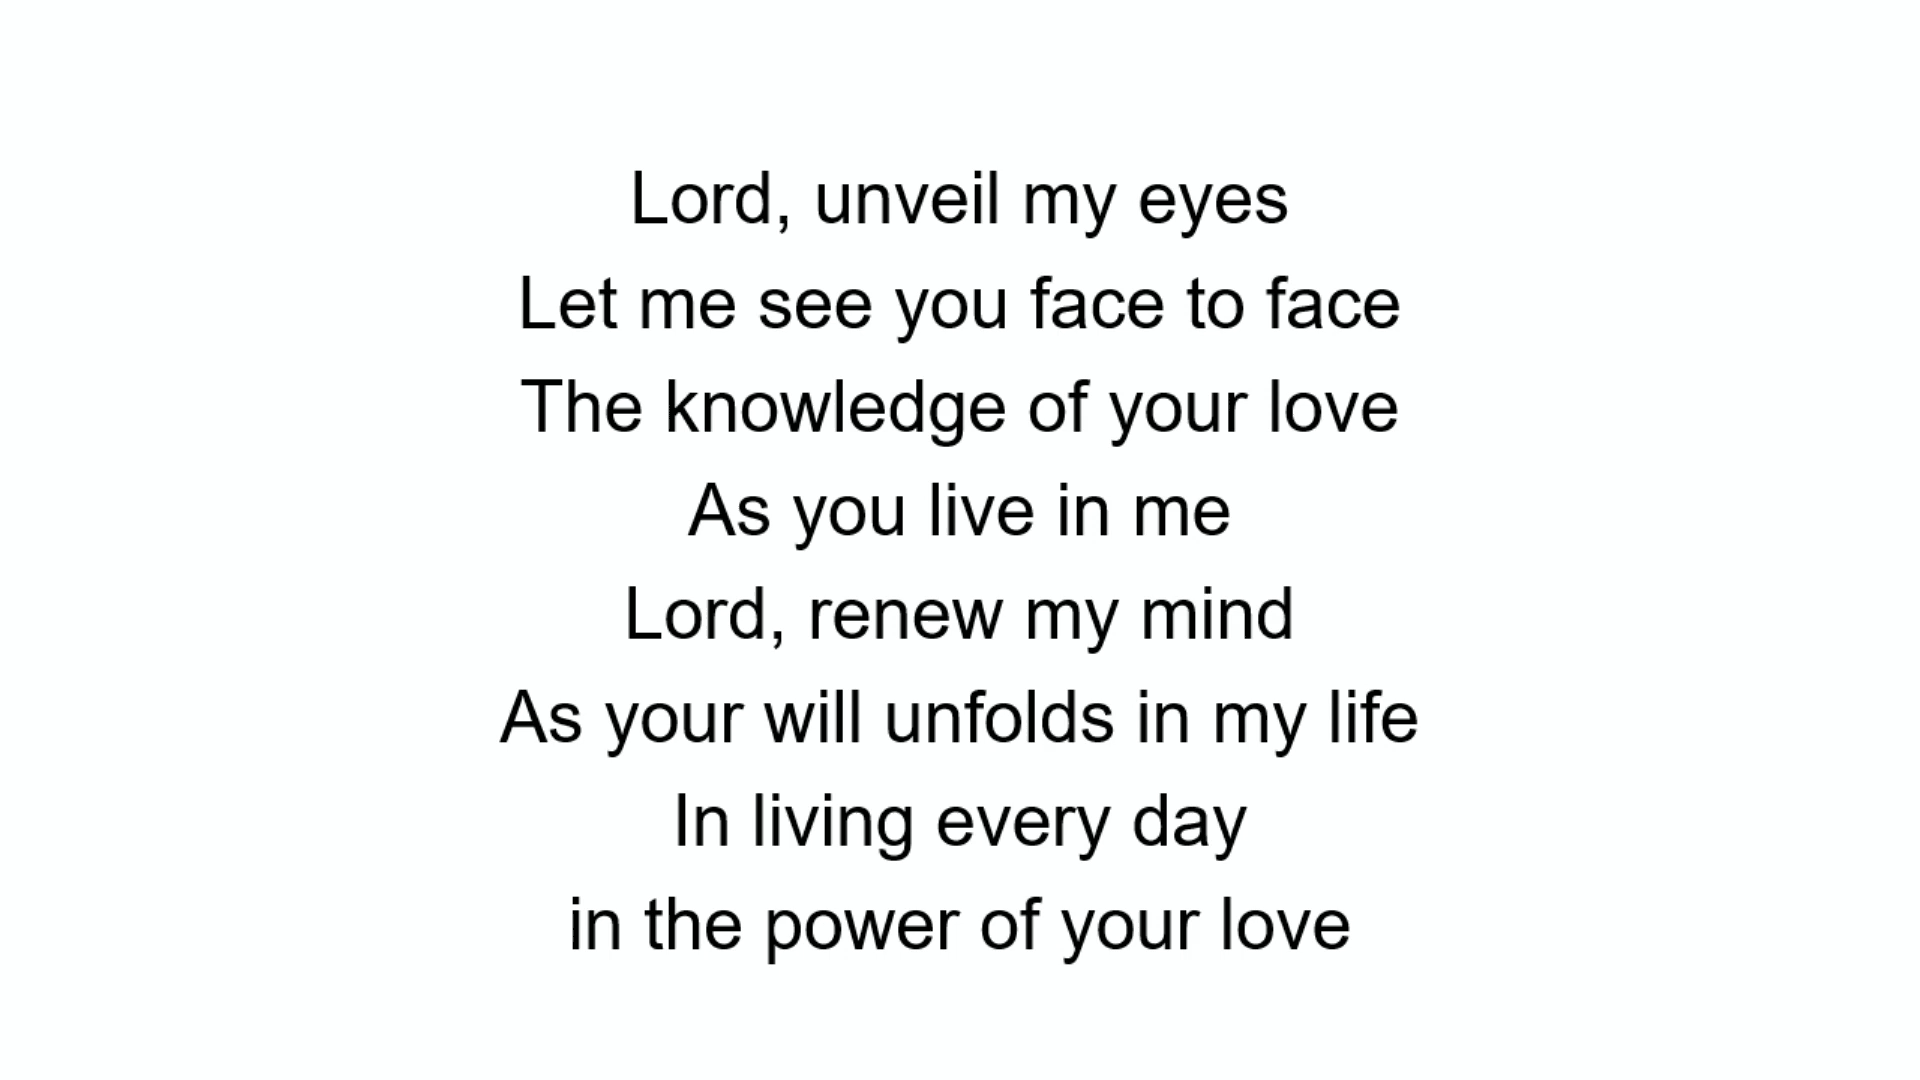 Lord, unveil my eyes
Let me see you face to face
The knowledge of your love
As you live in me
Lord, renew my mind
As your will unfolds in my life
In living every day
in the power of your love